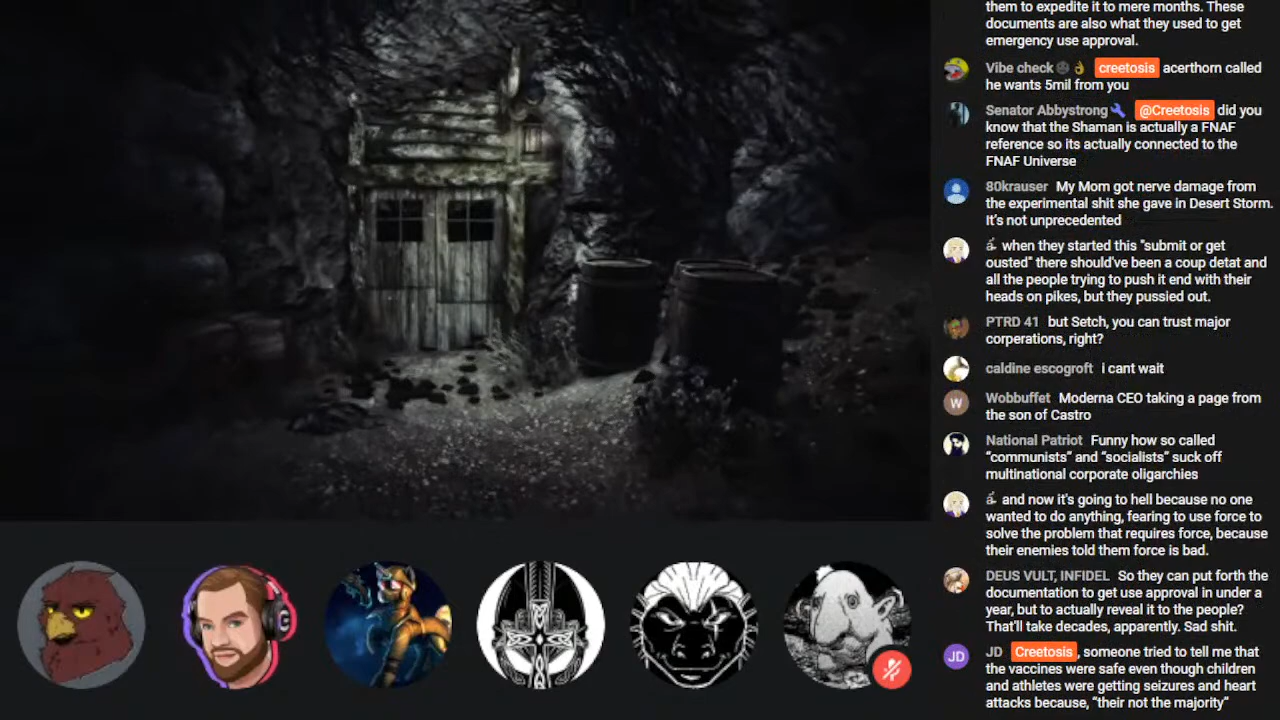 them to expedite it to mere months. These
documents are also what they used to get
emergency use approval.
Vibe check creetosis acerthorn called
he wants 5mil from you
Senator Abbystrong @Creetosis did you
know that the Shaman is actually a FNAF
reference so its actually connected to the
FNAF Universe
80krauser My Mom got nerve damage from
the experimental shit she gave in Desert Storm.
It's not unprecedented
when they started this "submit or get
ousted" there should've been a coup detat and
all the people trying to push it end with their
heads on pikes, but they pussied out.
PTRD 41 but Setch, you can trust major
corperations, right?
caldine escogroft i cant wait
W
Wobbuffet Moderna CEO taking a page from
the son of Castro
National Patriot Funny how so called
“communists” and “socialists” suck off
multinational corporate oligarchies
and now it's going to hell because no one
wanted to do anything, fearing to use force to
solve the problem that requires force, because
their enemies told them force is bad.
DEUS VULT, INFIDEL So they can put forth the
documentation to get use approval in under a
year, but to actually reveal it to the people?
That'll take decades, apparently. Sad shit.
JD
JD Creetosis, someone tried to tell me that
the vaccines were safe even though children
and athletes were getting seizures and heart
attacks because, “their not the majority”